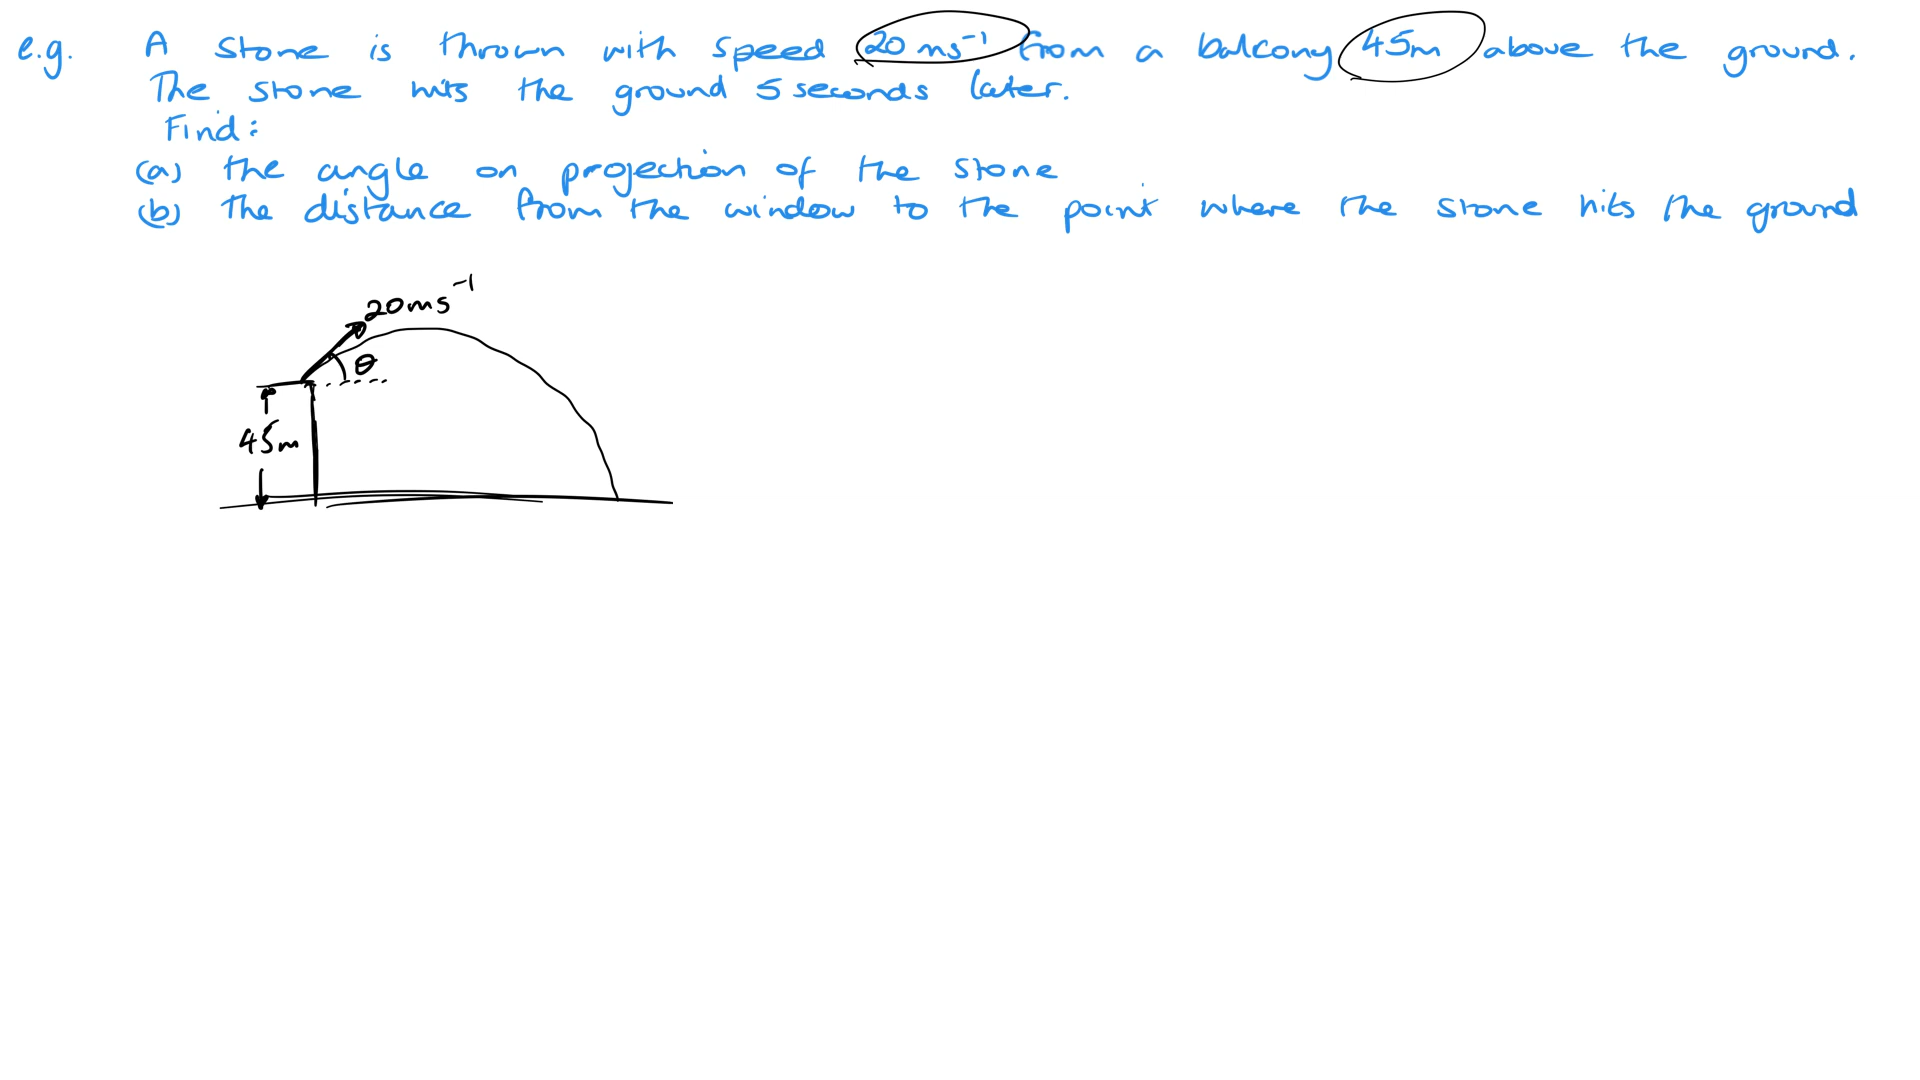 e.g. A stone is thrown with speed 20 ms⁻¹ from a balcony 45m above the ground.
The stone hits the ground 5 seconds later.
Find:
(a) the angle on projection of the stone
(b) the distance from the window to the point where the stone hits the ground
20ms⁻¹
θ
45m